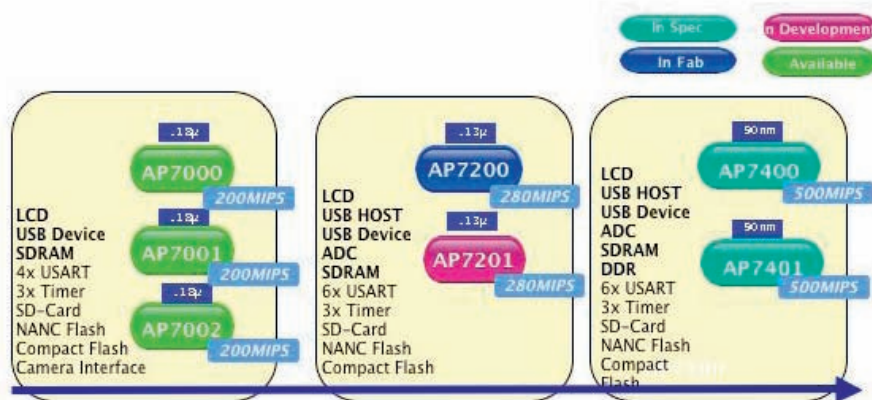 In Spec
n Development
In Fab
Available
.18μ
AP7000
200MIPS
.18μ
AP7001
200MIPS
.18μ
AP7002
200MIPS
LCD
USB Device
SDRAM
4x USART
3x Timer
SD-Card
NANC Flash
Compact Flash
Camera Interface
.13μ
AP7200
280MIPS
.13μ
AP7201
280MIPS
LCD
USB HOST
USB Device
ADC
SDRAM
6x USART
3x Timer
SD-Card
NANC Flash
Compact Flash
90nm
AP7400
500MIPS
90nm
AP7401
500MIPS
LCD
USB HOST
USB Device
ADC
SDRAM
DDR
6x USART
3x Timer
SD-Card
NANC Flash
Compact
Flash